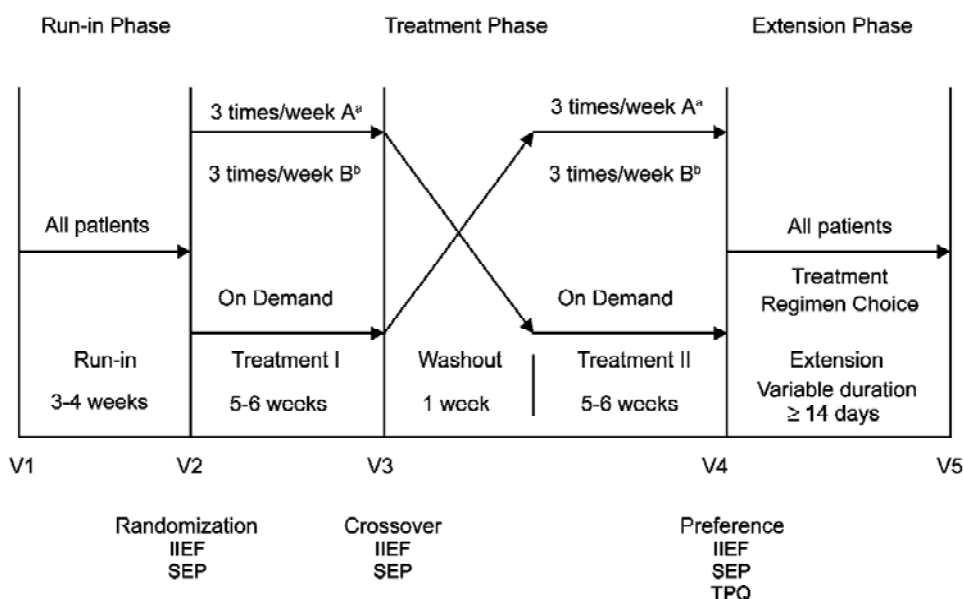 Run-in Phase
Treatment Phase
Extension Phase
3 times/week Aᵃ
3 times/week Bᵇ
3 times/week Aᵃ
3 times/week Bᵇ
All patients
All patients
Treatment
Regimen Choice
On Demand
On Demand
Run-in
3-4 weeks
Treatment I
5-6 weeks
Washout
1 week
Treatment II
5-6 weeks
Extension
Variable duration
≥ 14 days
V1
V2
V3
V4
V5
Randomization
IIEF
SEP
Crossover
IIEF
SEP
Preference
IIEF
SEP
TPQ